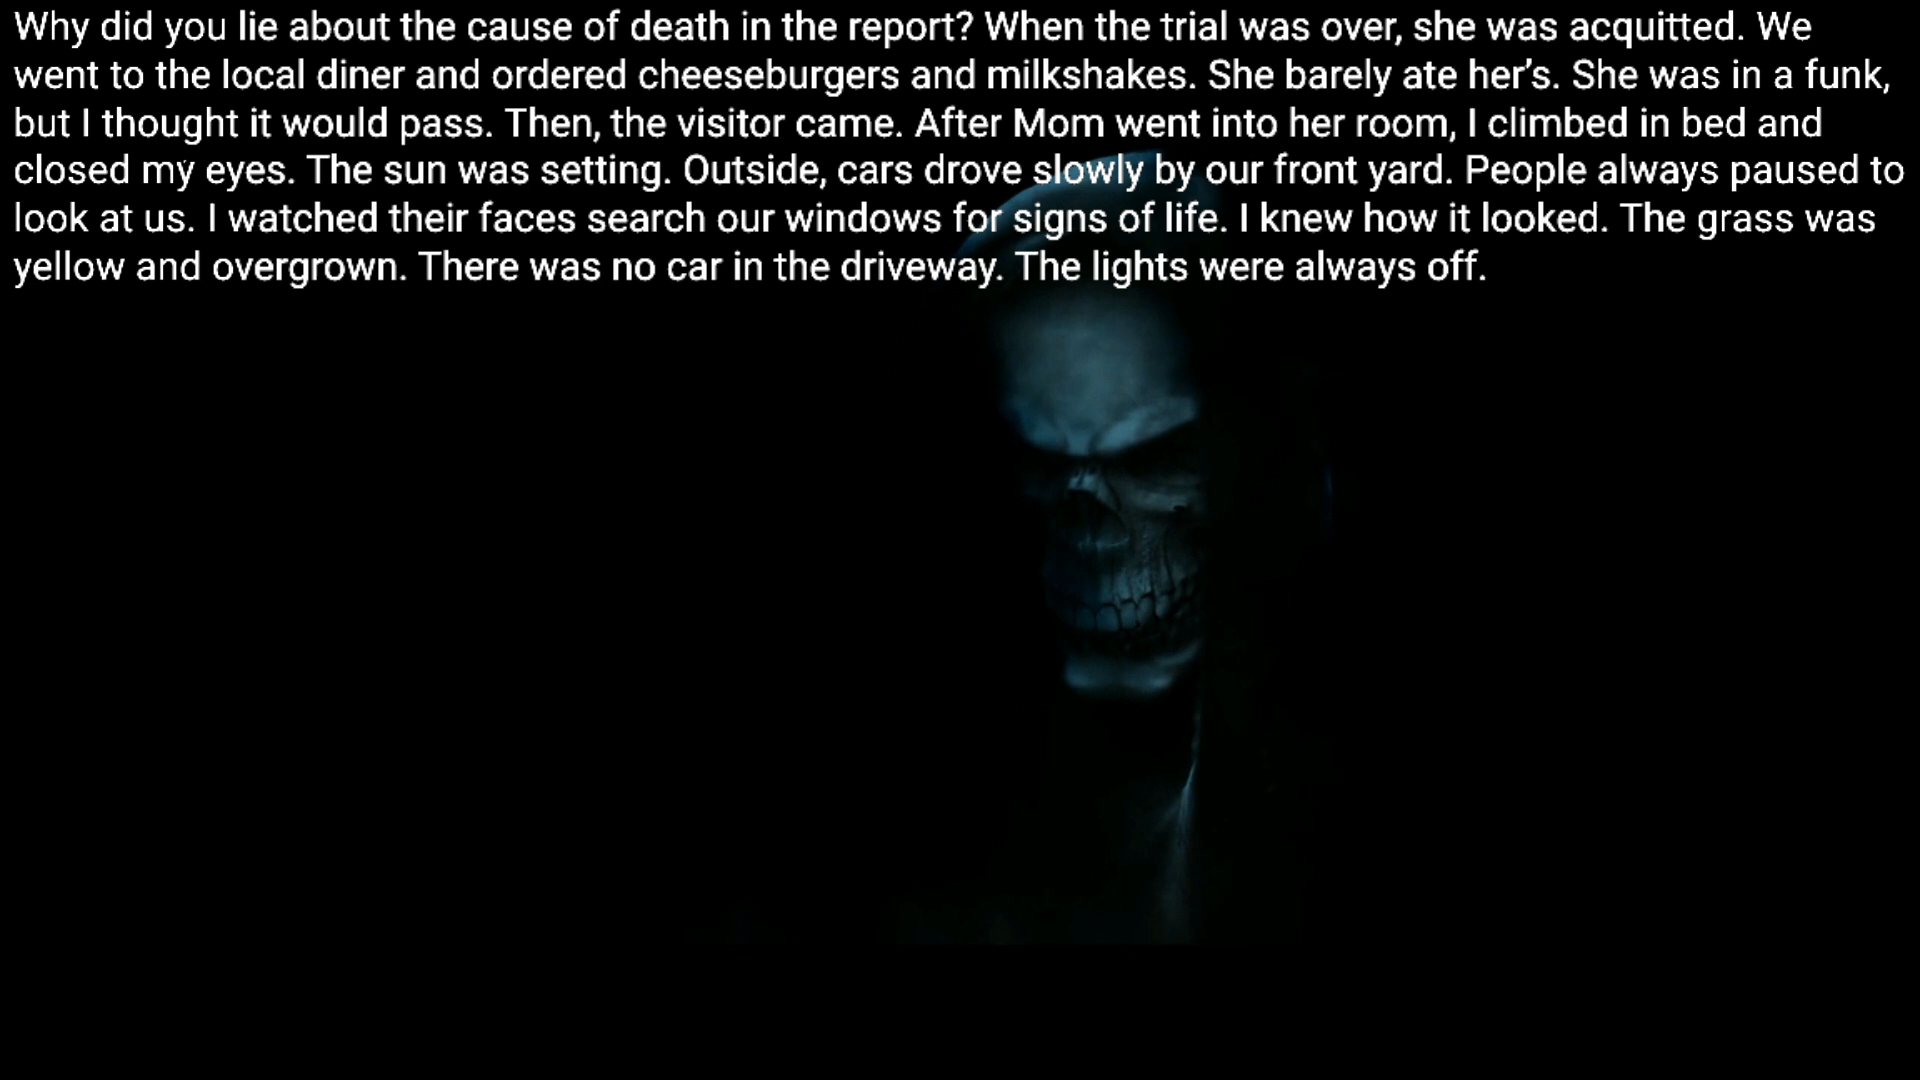 Why did you lie about the cause of death in the report? When the trial was over, she was acquitted. We
went to the local diner and ordered cheeseburgers and milkshakes. She barely ate her’s. She was in a funk,
but I thought it would pass. Then, the visitor came. After Mom went into her room, I climbed in bed and
closed my eyes. The sun was setting. Outside, cars drove slowly by our front yard. People always paused to
look at us. I watched their faces search our windows for signs of life. I knew how it looked. The grass was
yellow and overgrown. There was no car in the driveway. The lights were always off.